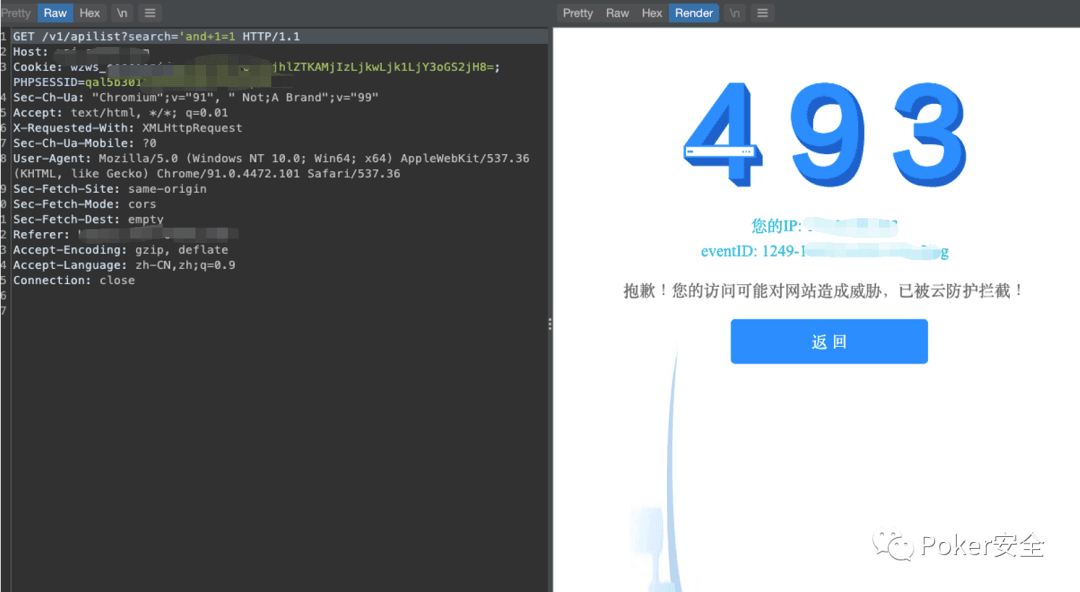 Pretty Raw Hex \n
Pretty Raw Hex Render \n
1 GET /v1/apilist?search='and+1=1 HTTP/1.1
2 Host:
3 Cookie: wzws_ jhlZTKAMjIzLjkwLjk1LjY3oGS2jH8=;
PHPSESSID=qal5b301
4 Sec-Ch-Ua: "Chromium";v="91", " Not;A Brand";v="99"
5 Accept: text/html, */*; q=0.01
6 X-Requested-With: XMLHttpRequest
7 Sec-Ch-Ua-Mobile: ?0
8 User-Agent: Mozilla/5.0 (Windows NT 10.0; Win64; x64) AppleWebKit/537.36
(KHTML, like Gecko) Chrome/91.0.4472.101 Safari/537.36
9 Sec-Fetch-Site: same-origin
0 Sec-Fetch-Mode: cors
1 Sec-Fetch-Dest: empty
2 Referer:
3 Accept-Encoding: gzip, deflate
4 Accept-Language: zh-CN,zh;q=0.9
5 Connection: close
6
7
493
您的IP:
eventID: 1249-1
抱歉！您的访问可能对网站造成威胁，已被云防护拦截！
返回
Poker安全